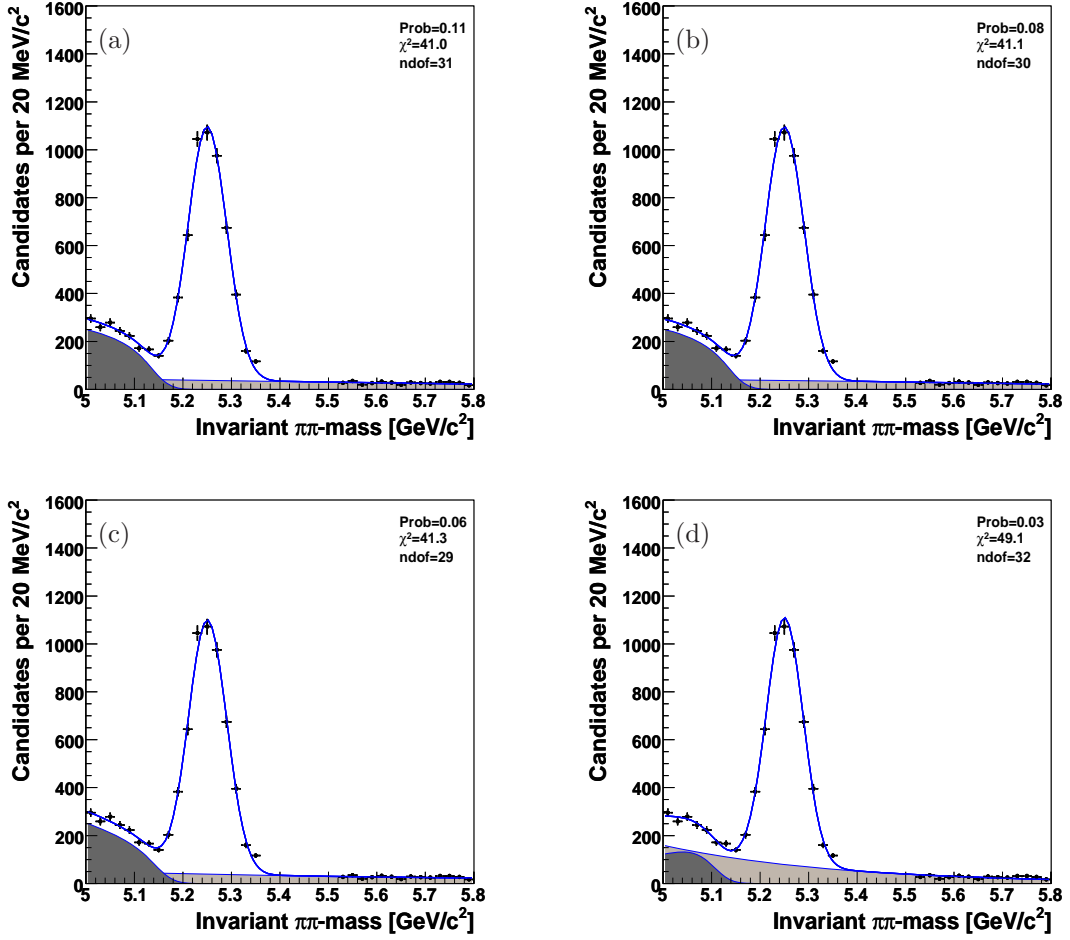 (a)
Prob=0.11
χ²=41.0
ndof=31
Candidates per 20 MeV/c²
1600
1400
1200
1000
800
600
400
200
0
5 5.1 5.2 5.3 5.4 5.5 5.6 5.7 5.8
Invariant ππ-mass [GeV/c²]
(b)
Prob=0.08
χ²=41.1
ndof=30
Candidates per 20 MeV/c²
1600
1400
1200
1000
800
600
400
200
0
5 5.1 5.2 5.3 5.4 5.5 5.6 5.7 5.8
Invariant ππ-mass [GeV/c²]
(c)
Prob=0.06
χ²=41.3
ndof=29
Candidates per 20 MeV/c²
1600
1400
1200
1000
800
600
400
200
0
5 5.1 5.2 5.3 5.4 5.5 5.6 5.7 5.8
Invariant ππ-mass [GeV/c²]
(d)
Prob=0.03
χ²=49.1
ndof=32
Candidates per 20 MeV/c²
1600
1400
1200
1000
800
600
400
200
0
5 5.1 5.2 5.3 5.4 5.5 5.6 5.7 5.8
Invariant ππ-mass [GeV/c²]